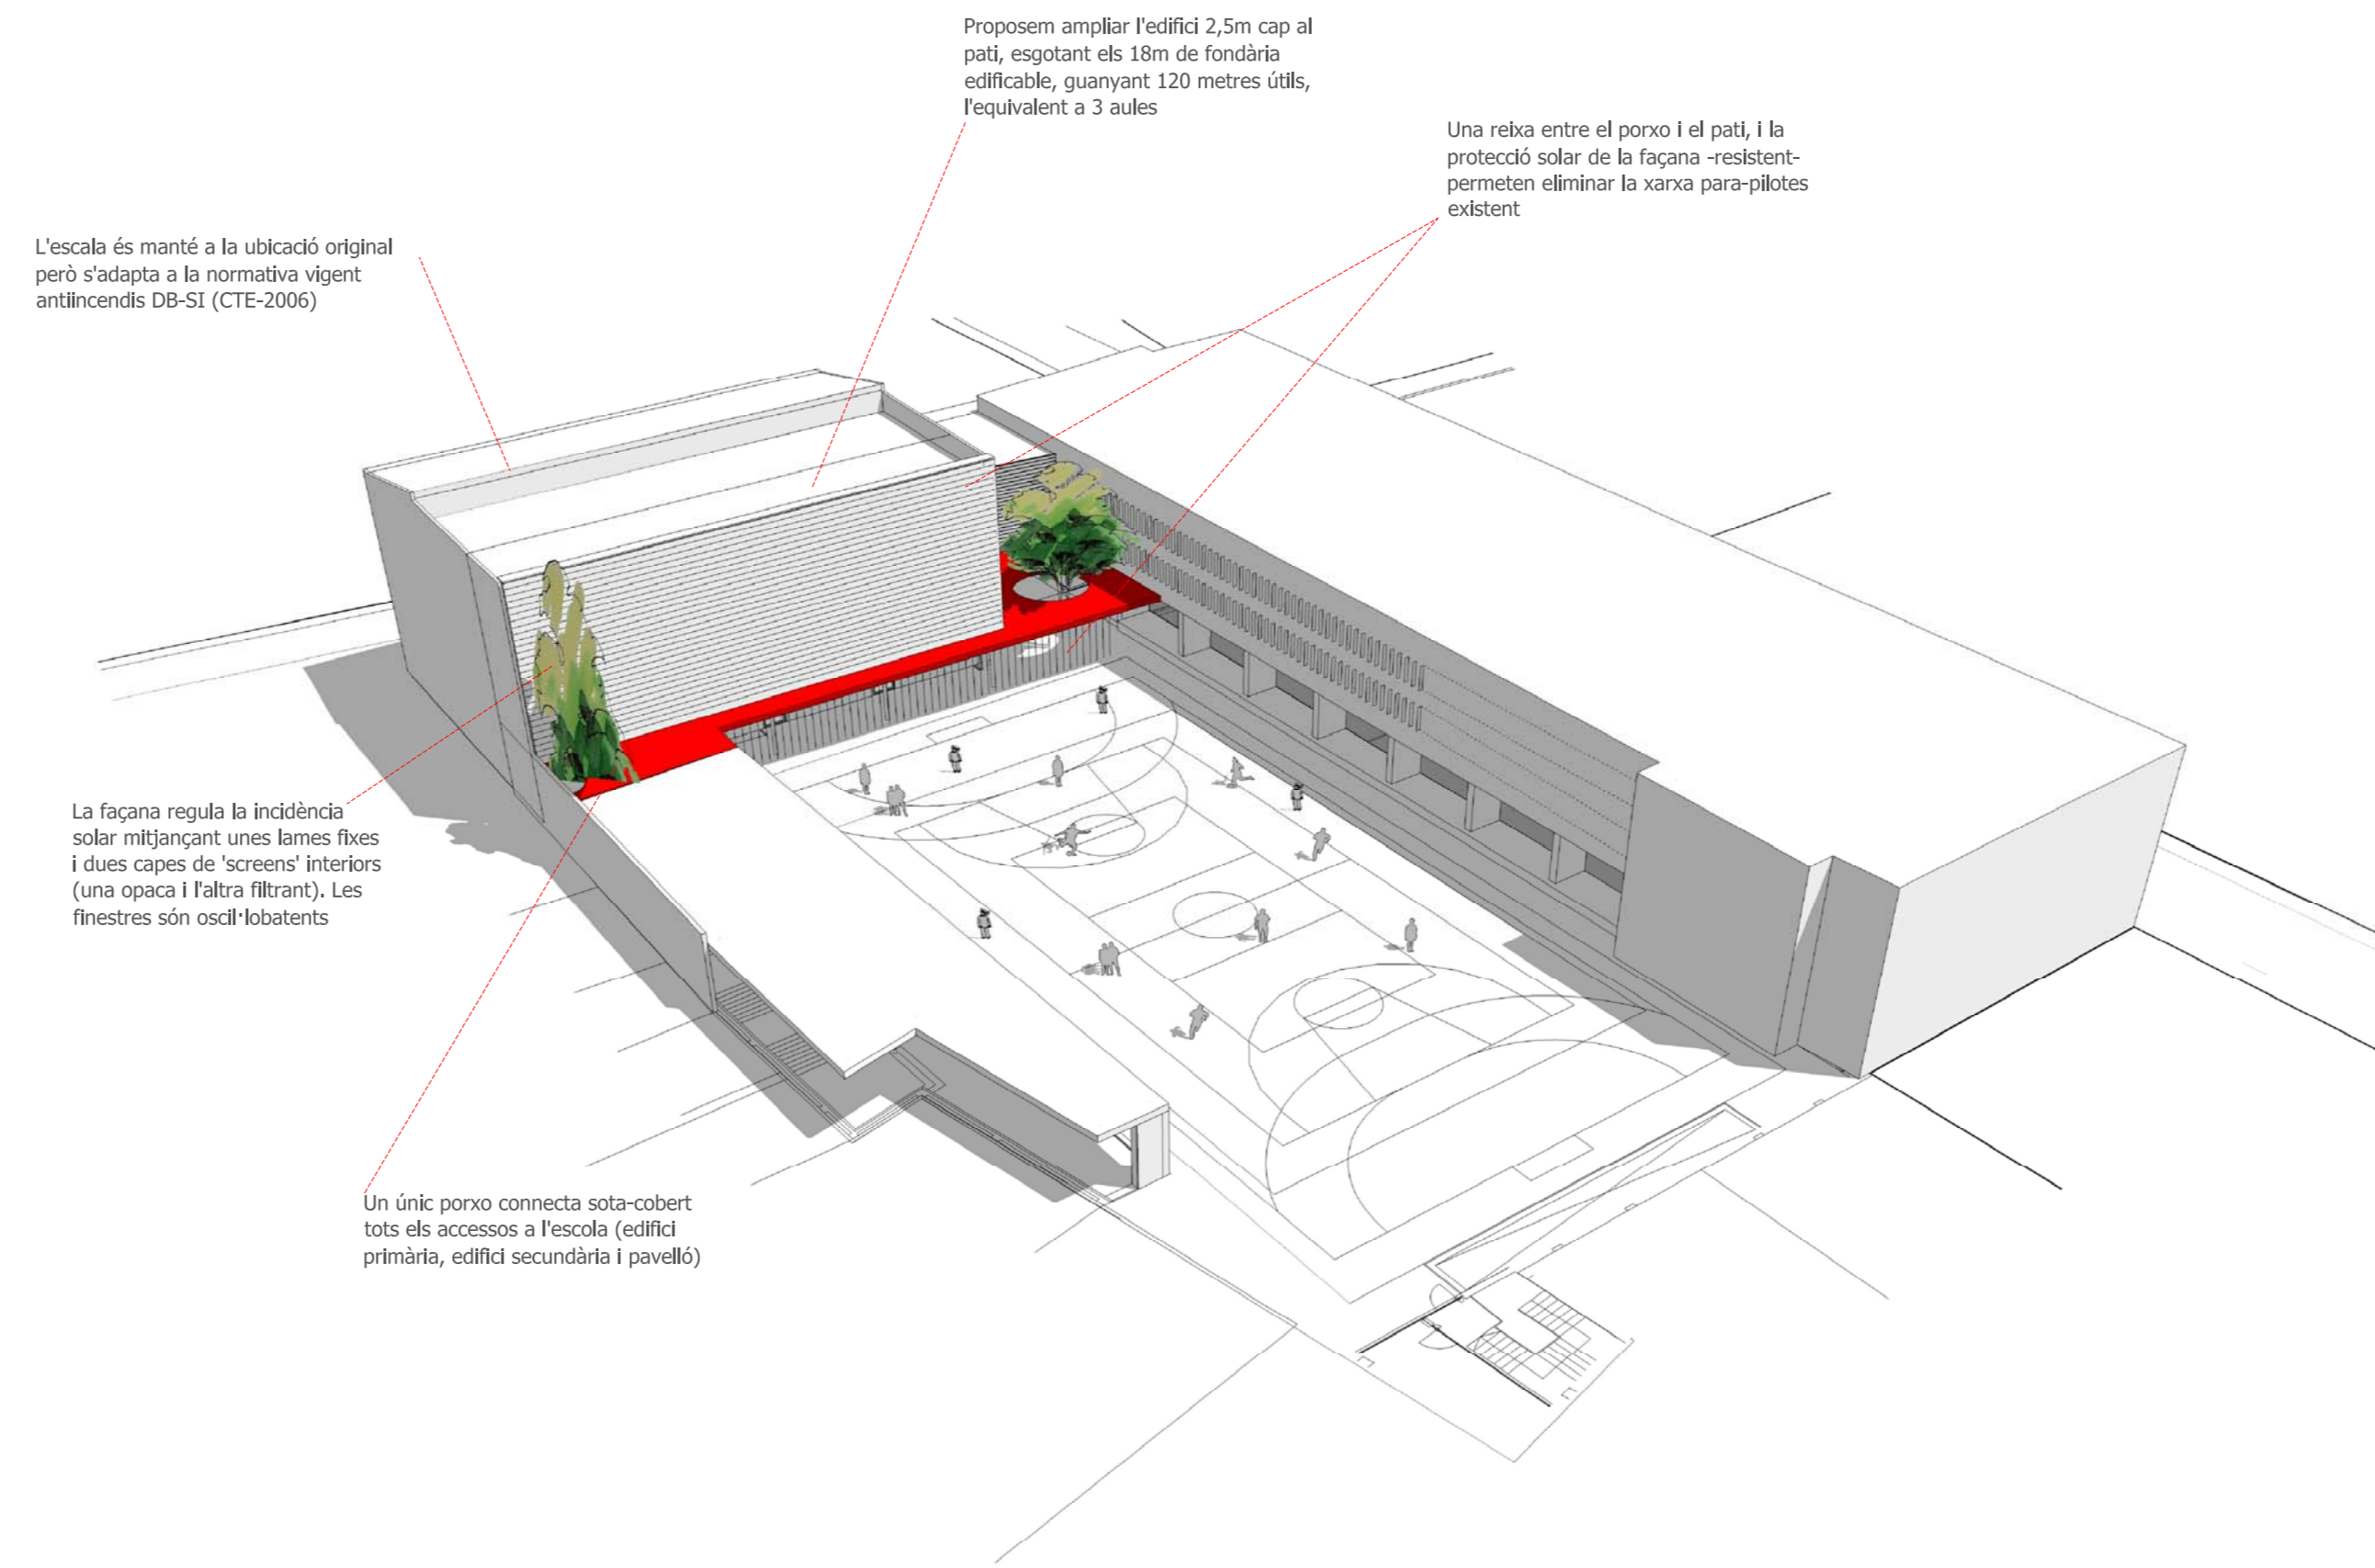 Proposem ampliar l'edifici 2,5m cap al
pati, esgotant els 18m de fondària
edificable, guanyant 120 metres útils,
l'equivalent a 3 aules
Una reixa entre el porxo i el pati, i la
protecció solar de la façana -resistent-
permeten eliminar la xarxa para-pilotes
existent
L'escala és manté a la ubicació original
però s'adapta a la normativa vigent
antiincendis DB-SI (CTE-2006)
La façana regula la incidència
solar mitjançant unes lames fixes
i dues capes de 'screens' interiors
(una opaca i l'altra filtrant). Les
finestres són oscil·lobatents
Un únic porxo connecta sota-cobert
tots els accessos a l'escola (edifici
primària, edifici secundària i pavelló)